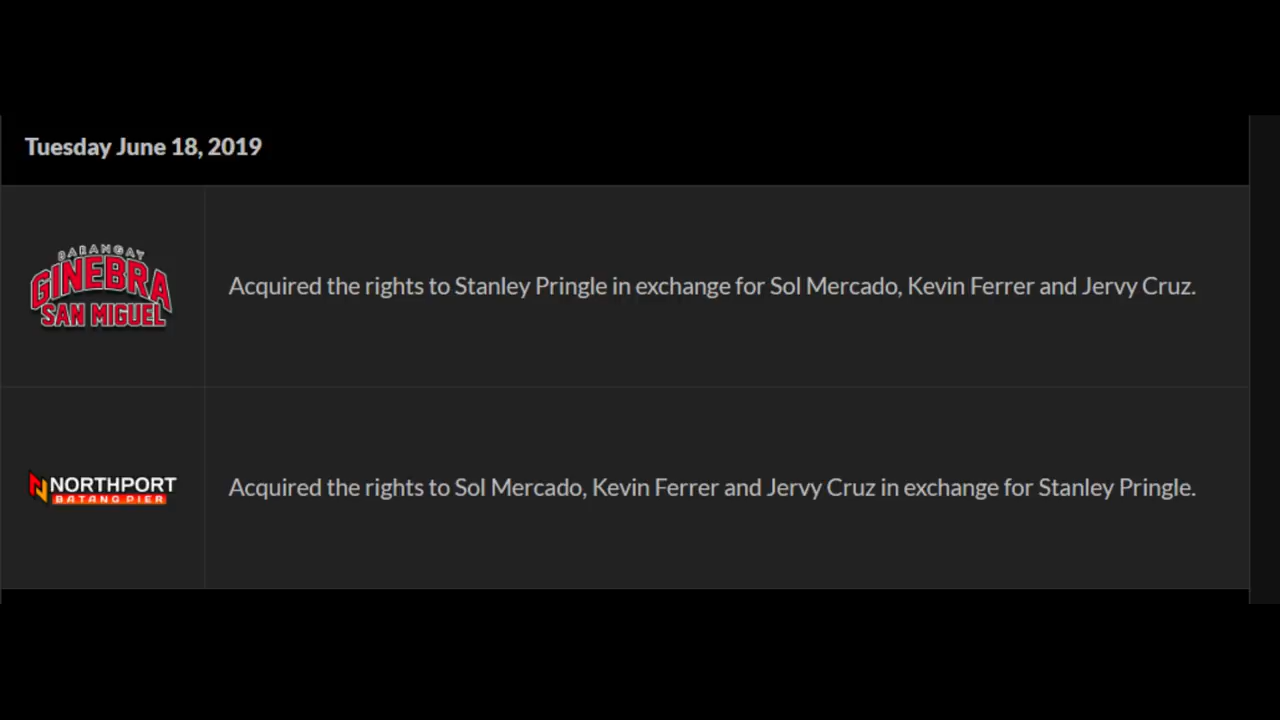 Tuesday June 18, 2019
BARANGAY
GINEBRA
SAN MIGUEL
Acquired the rights to Stanley Pringle in exchange for Sol Mercado, Kevin Ferrer and Jervy Cruz.
NORTHPORT
BATANG PIER
Acquired the rights to Sol Mercado, Kevin Ferrer and Jervy Cruz in exchange for Stanley Pringle.